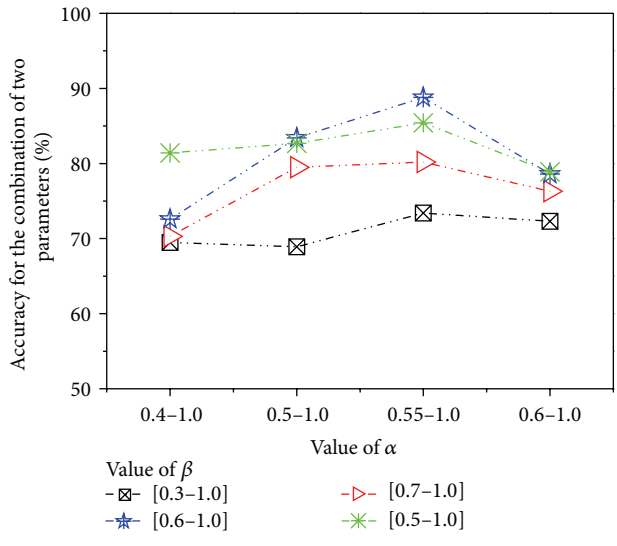 Accuracy for the combination of two
parameters (%)
100
90
80
70
60
50
0.4–1.0 0.5–1.0 0.55–1.0 0.6–1.0
Value of α
Value of β
[0.3–1.0] [0.7–1.0]
[0.6–1.0] [0.5–1.0]